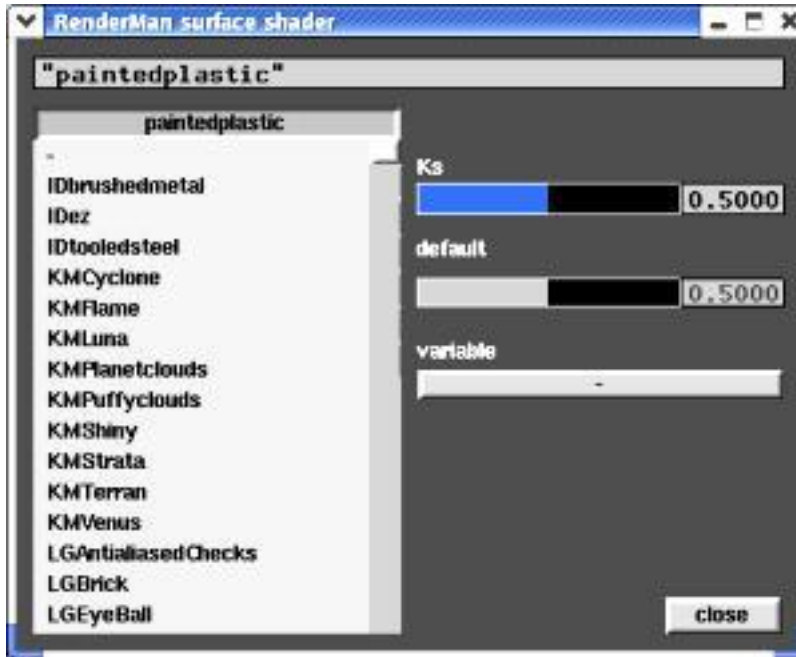 RenderMan surface shader
"paintedplastic"
paintedplastic
-
IDbrushedmetal
IDez
IDtooledsteel
KMCyclone
KMFlame
KMLuna
KMPlanetclouds
KMPuffyclouds
KMShiny
KMStrata
KMTerran
KMVenus
LGAntialiasedChecks
LGBrick
LGEyeBall
Ks
0.5000
default
0.5000
variable
-
close